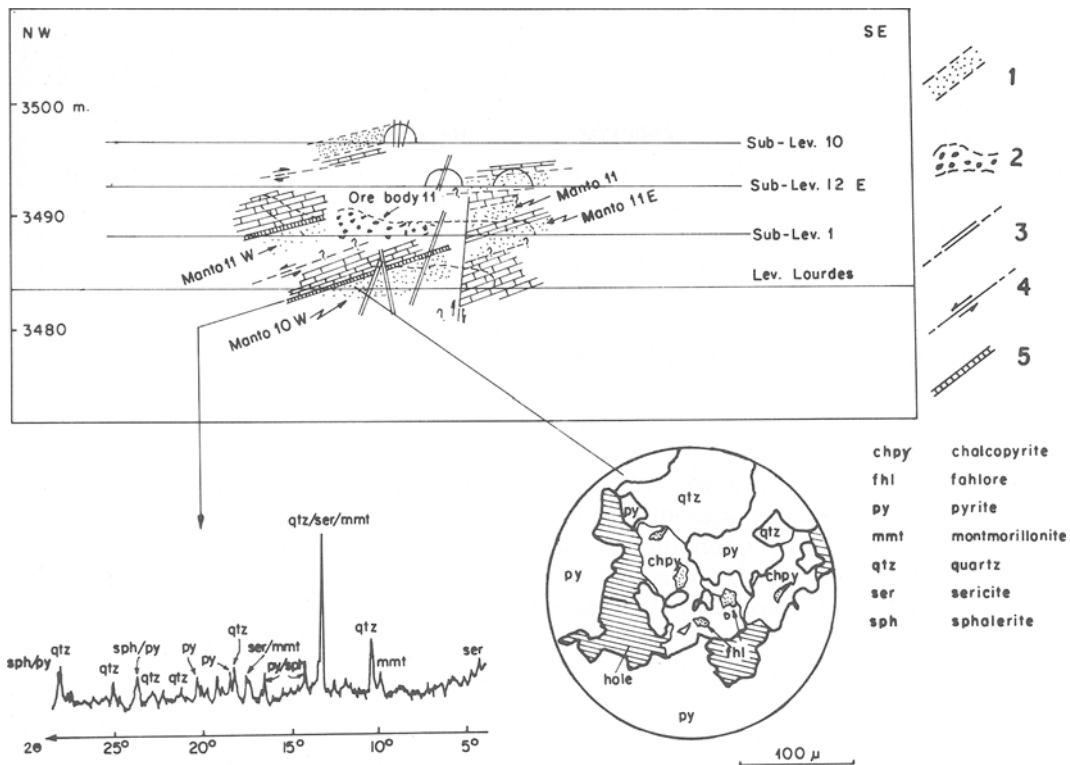 NW
SE
3500 m.
3490
3480
Sub-Lev. 10
Sub-Lev. 12 E
Sub-Lev. 1
Lev. Lourdes
Ore body 11
Manto 11
Manto 11 E
Manto 11 W
Manto 10 W
?
?
?
?
?
?
?
1
2
3
4
5
chpy chalcopyrite
fhl fahlore
py pyrite
mmt montmorillonite
qtz quartz
ser sericite
sph sphalerite
qtz/ser/mmt
sph/py
qtz
qtz
sph/py
qtz
qtz
py
py
qtz
ser/mmt
py/sph
qtz
mmt
ser
2θ
25°
20°
15°
10°
5°
qtz
py
qtz
py
chpy
py
chpy
fhl
hole
py
100 μ